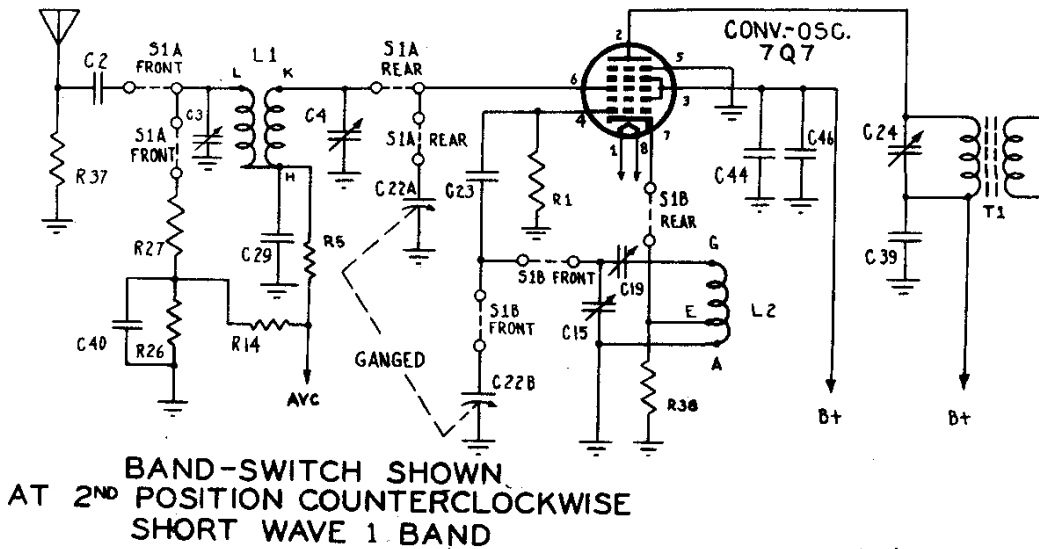 CONV.-OSC.
7Q7
2
5
6
3
4
1
8
7
C2
S1A
FRONT
L1
L
K
S1A
REAR
C3
C4
S1A
FRONT
S1A REAR
R37
H
C22A
C23
R1
S1B
REAR
C44
C46
C24
T1
R27
C29
R5
S1B FRONT
C19
G
C39
C40
R26
R14
S1B
FRONT
C15
E
L2
A
GANGED
AVC
C22B
R38
B+
B+
BAND-SWITCH SHOWN
AT 2ND POSITION COUNTERCLOCKWISE
SHORT WAVE 1 BAND